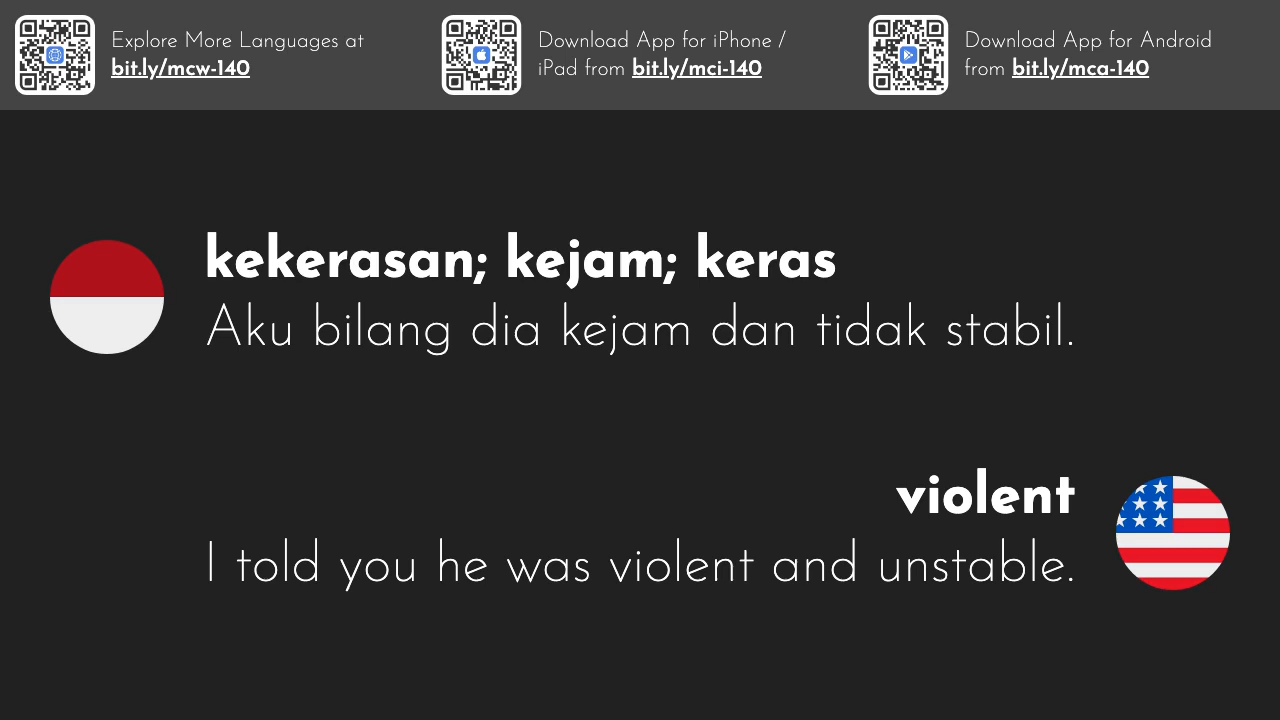 Explore More Languages at
bit.ly/mcw-140
Download App for iPhone /
iPad from bit.ly/mci-140
Download App for Android
from bit.ly/mca-140
kekerasan; kejam; keras
Aku bilang dia kejam dan tidak stabil.
violent
I told you he was violent and unstable.